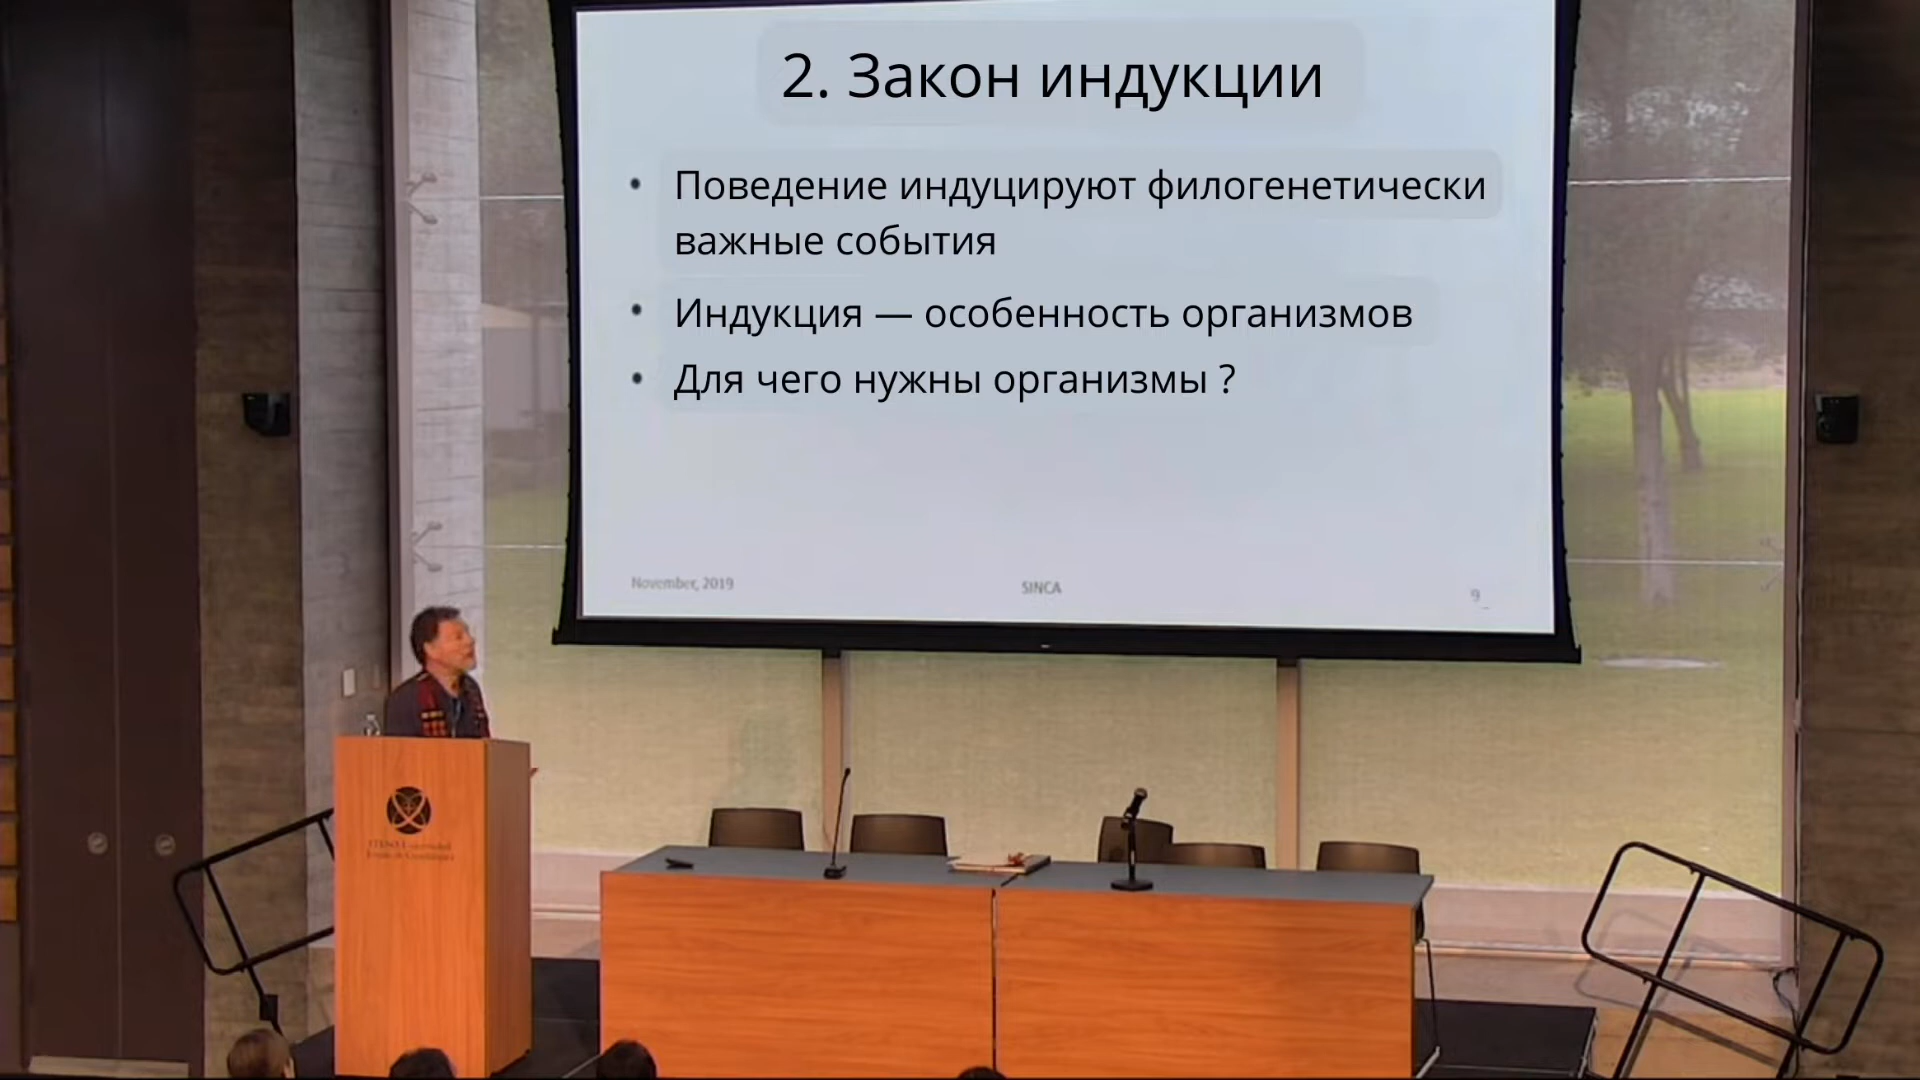 2. Закон индукции
• Поведение индуцируют филогенетически
важные события
• Индукция — особенность организмов
• Для чего нужны организмы ?
November, 2019
SINCA
9